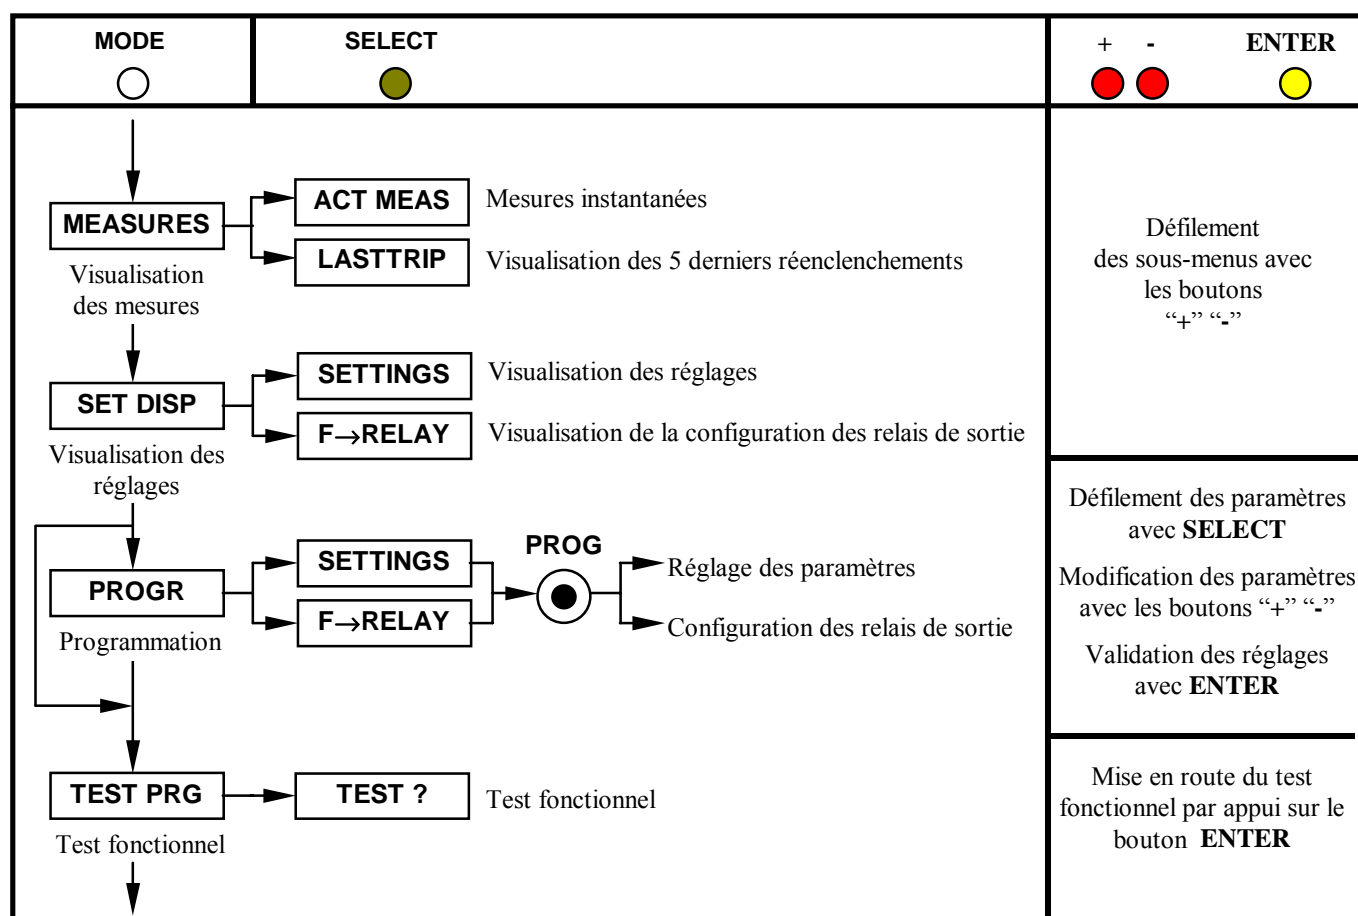 MODE
SELECT
+ - ENTER
MEASURES
Visualisation
des mesures
ACT MEAS
Mesures instantanées
LASTTRIP
Visualisation des 5 derniers réenclenchements
Défilement
des sous-menus avec
les boutons
“+” “-”
SET DISP
Visualisation des
réglages
SETTINGS
Visualisation des réglages
F→RELAY
Visualisation de la configuration des relais de sortie
PROGR
Programmation
SETTINGS
F→RELAY
PROG
Réglage des paramètres
Configuration des relais de sortie
Défilement des paramètres
avec SELECT
Modification des paramètres
avec les boutons “+” “-”
Validation des réglages
avec ENTER
TEST PRG
Test fonctionnel
TEST ?
Test fonctionnel
Mise en route du test
fonctionnel par appui sur le
bouton ENTER